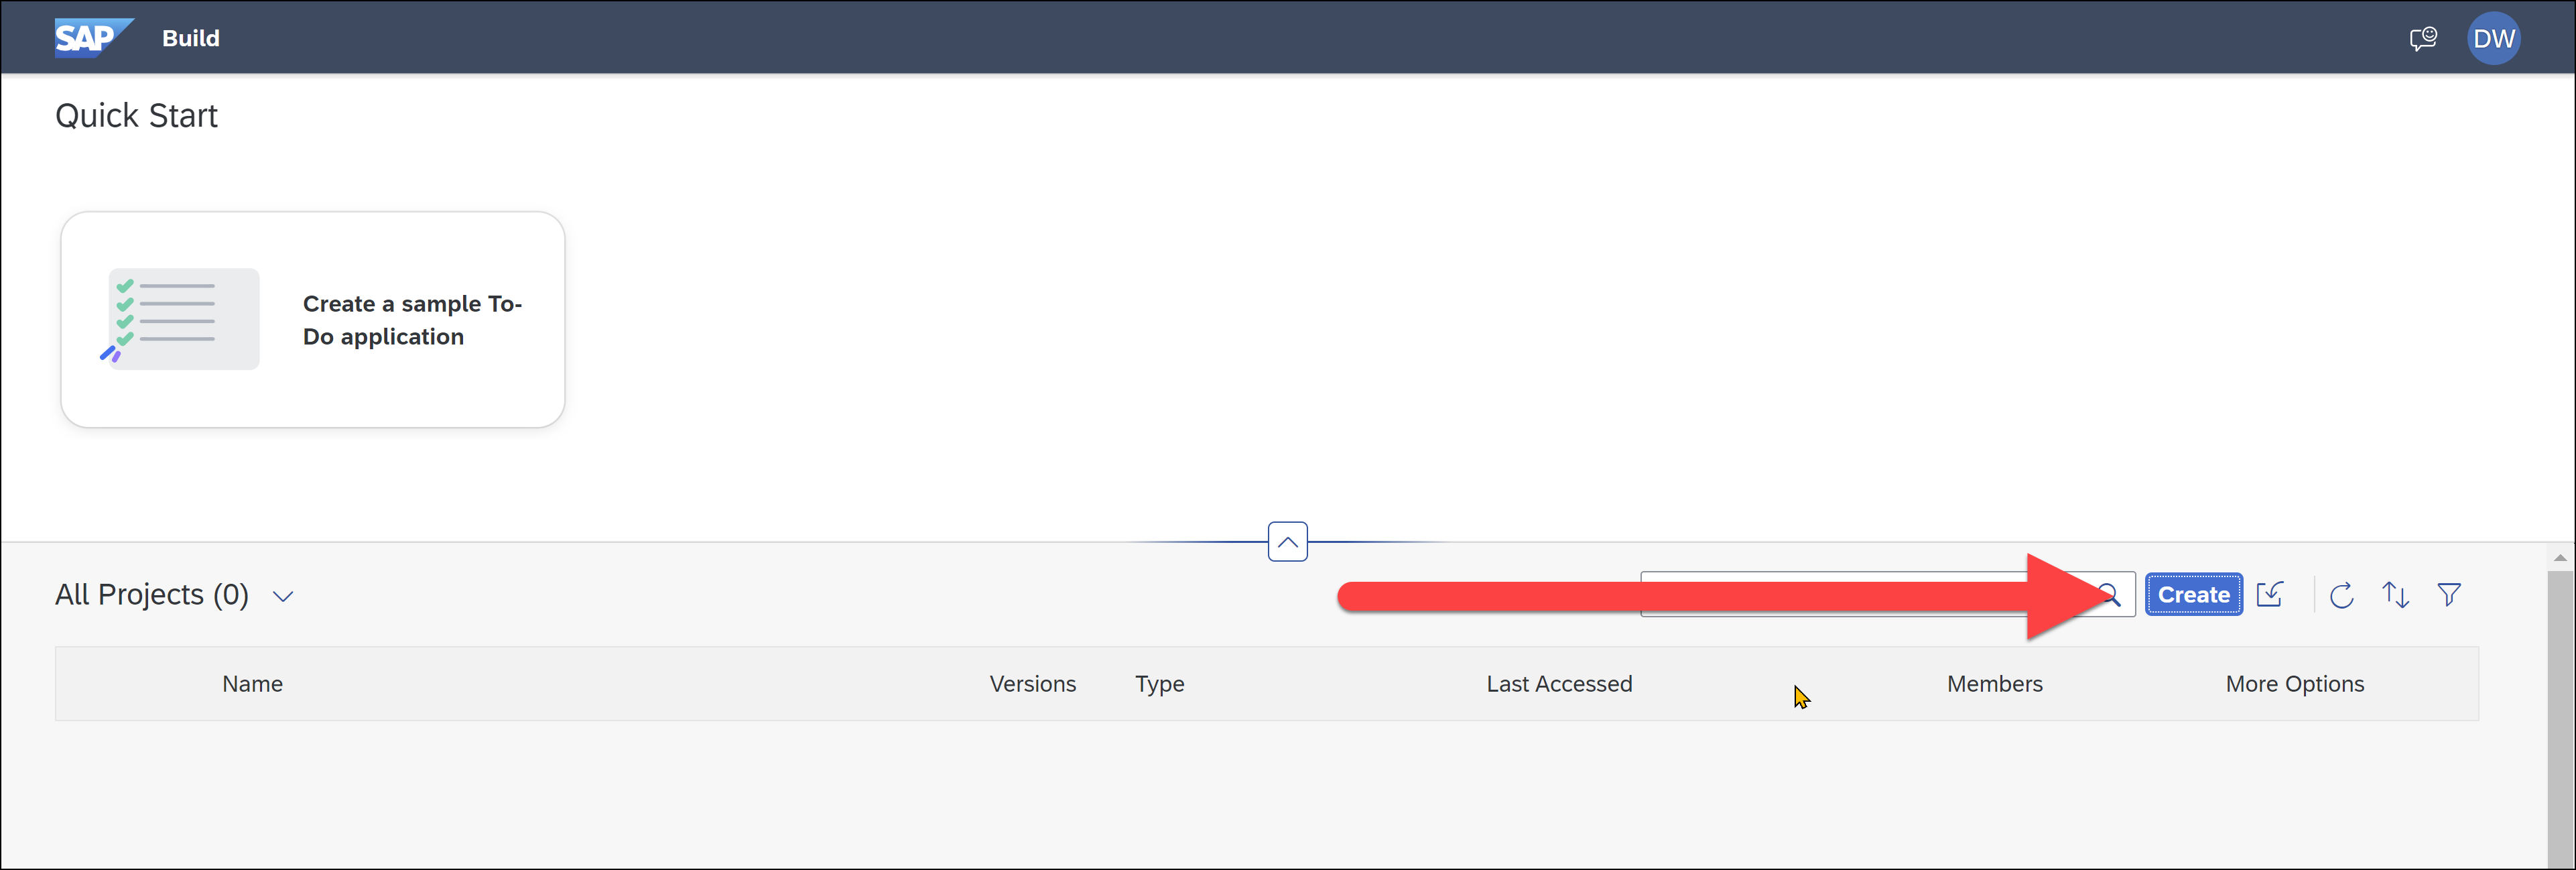 SAP Build DW
Quick Start
Create a sample To-
Do application
All Projects (0) Create
Name Versions Type Last Accessed Members More Options